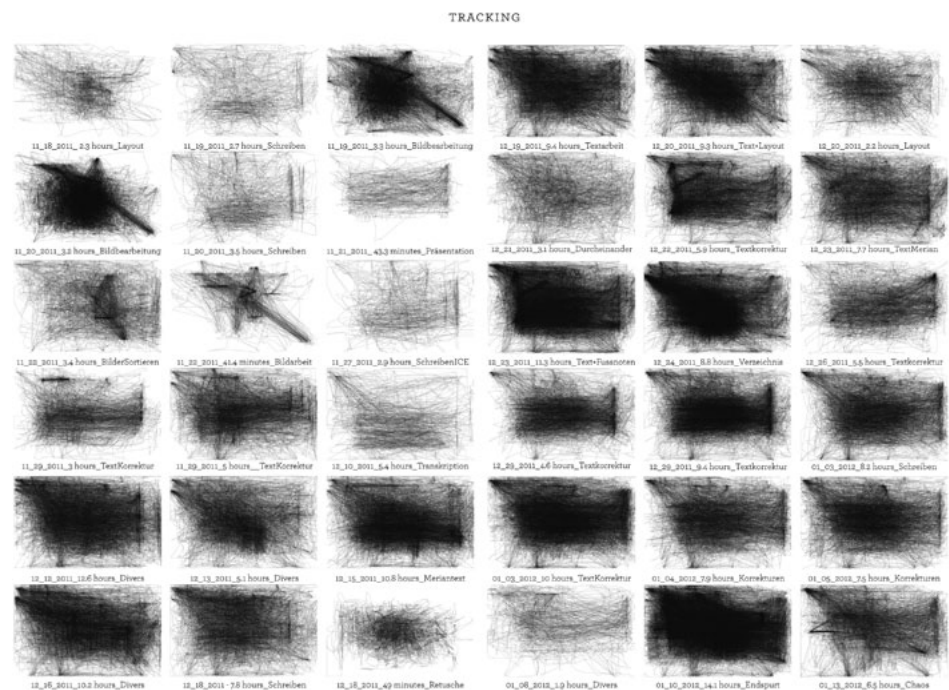 TRACKING
11_18_2011_ 2.3 hours_Layout
11_19_2011_2.7 hours_Schreiben
11_19_2011_3.3 hours_Bildbearbeitung
12_19_2011_9.4 hours_Textarbeit
12_20_2011_9.3 hours_Text+Layout
12_20_2011_2.2 hours_Layout
11_20_2011_3.2 hours_Bildbearbeitung
11_20_2011_3.5 hours_Schreiben
11_21_2011_43.3 minutes_Präsentation
12_21_2011_3.1 hours_Durcheinander
12_22_2011_5.9 hours_Textkorrektur
12_23_2011_7.7 hours_TextMerian
11_22_2011_3.4 hours_BilderSortieren
11_22_2011_41.4 minutes_Bildarbeit
11_27_2011_2.9 hours_SchreibenICE
12_23_2011_11.3 hours_Text+Fussnoten
12_24_2011_8.8 hours_Verzeichnis
12_26_2011_5.5 hours_Textkorrektur
11_29_2011_3 hours_TextKorrektur
11_29_2011_5 hours__TextKorrektur
12_10_2011_5.4 hours_Transkription
12_29_2011_4.6 hours_Textkorrektur
12_29_2011_9.4 hours_Textkorrektur
01_03_2012_8.2 hours_Schreiben
12_12_2011_12.6 hours_Divers
12_13_2011_5.1 hours_Divers
12_15_2011_10.8 hours_Meriantext
01_03_2012_10 hours_TextKorrektur
01_04_2012_7.9 hours_Korrekturen
01_05_2012_7.5 hours_Korrekturen
12_16_2011_10.2 hours_Divers
12_18_2011 - 7.8 hours_Schreiben
12_18_2011_49 minutes_Retusche
01_06_2012_1.9 hours_Divers
01_10_2012_14.1 hours_Endspurt
01_13_2012_6.5 hours_Chaos